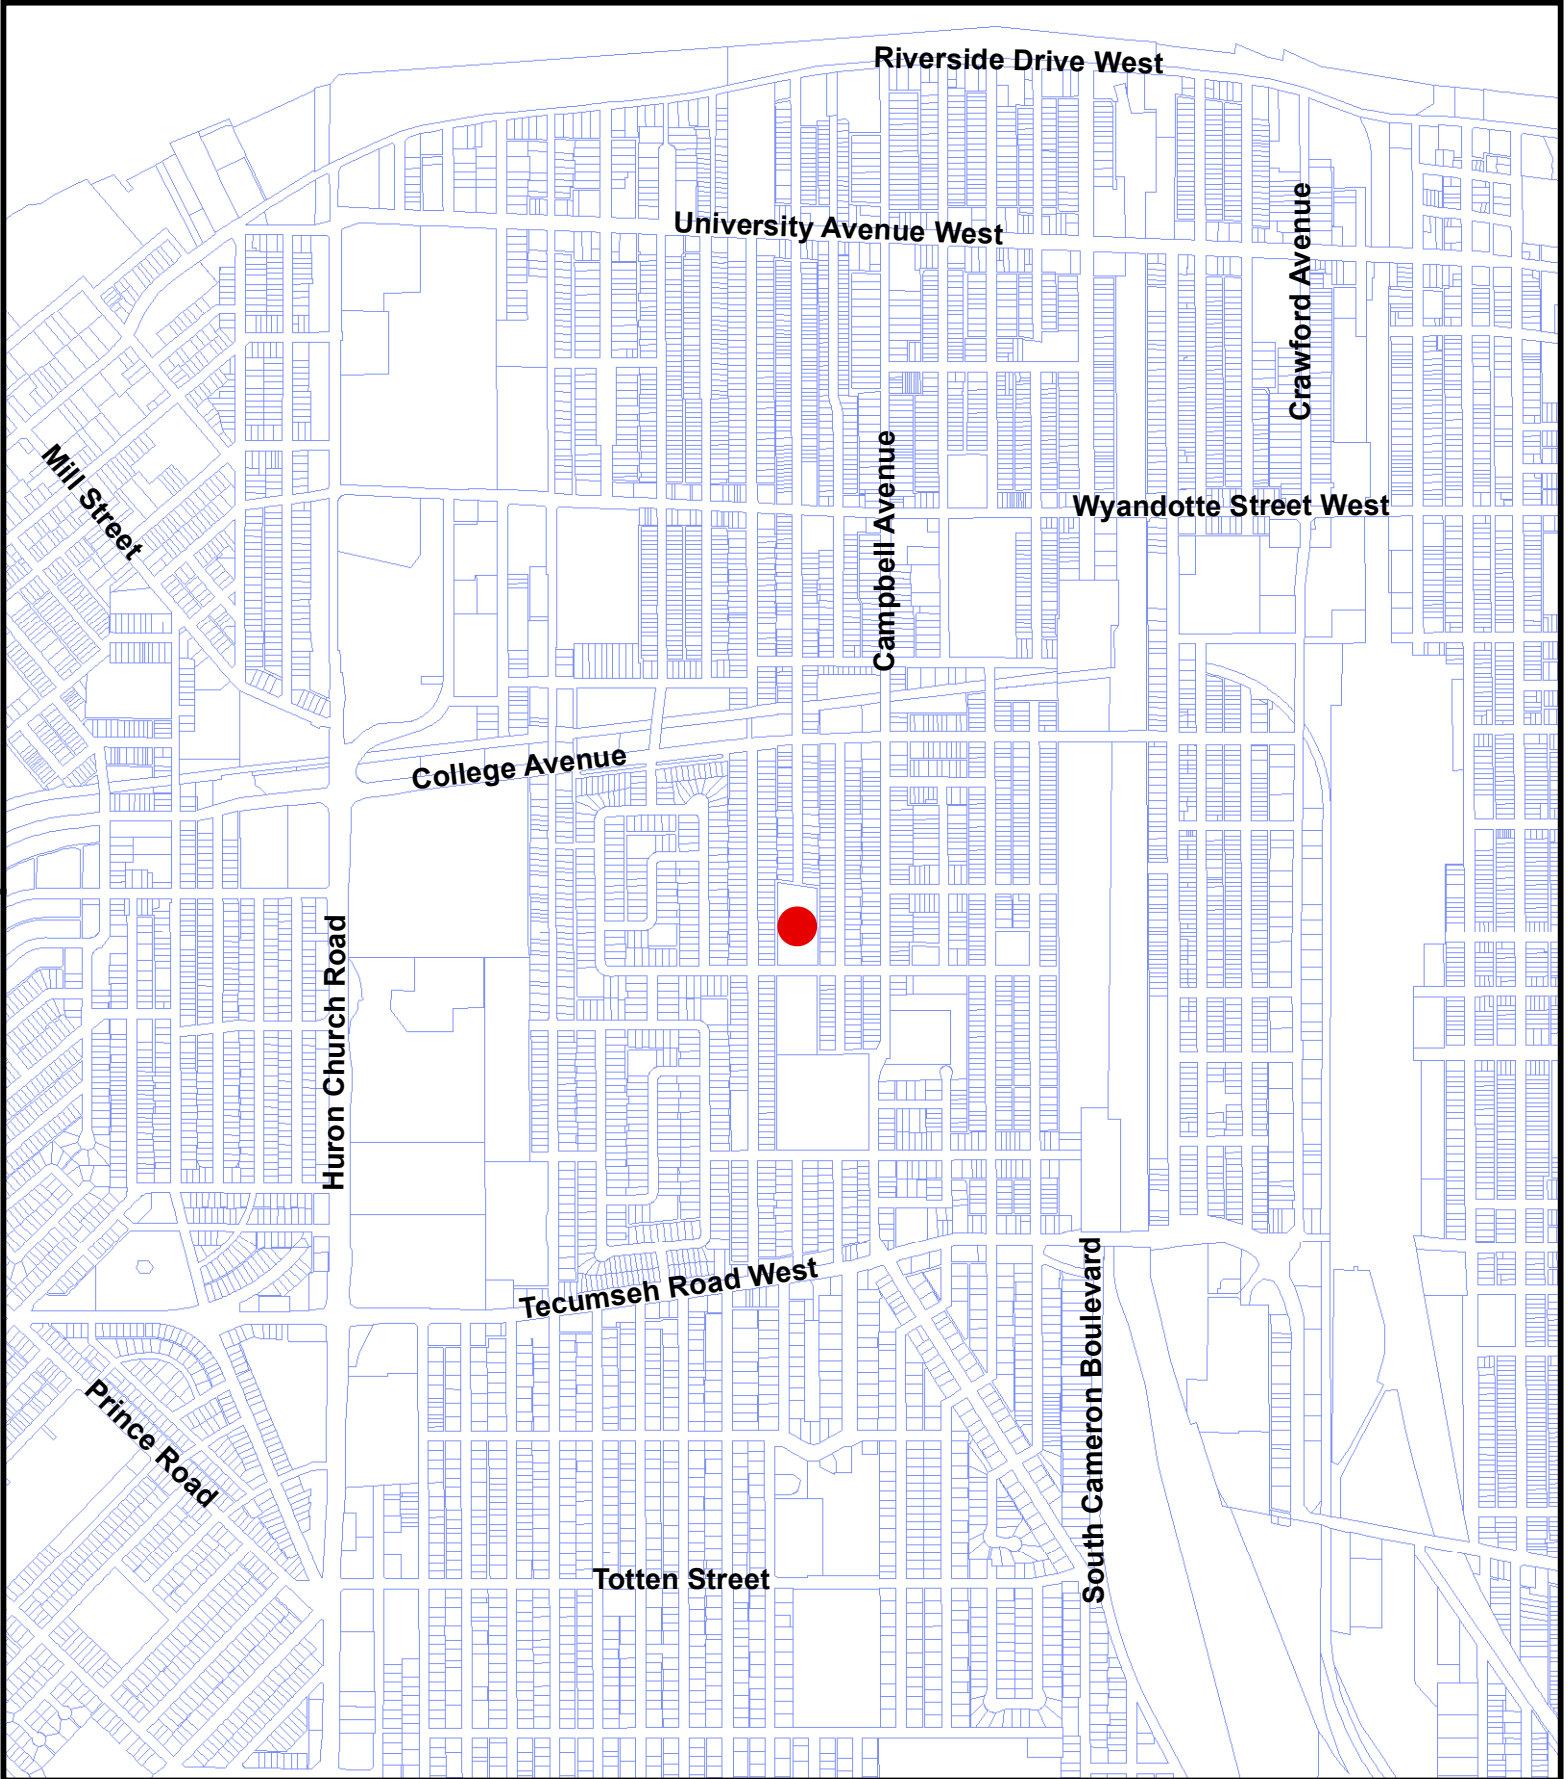 Riverside Drive West
University Avenue West
Crawford Avenue
Mill Street
Campbell Avenue
Wyandotte Street West
College Avenue
Huron Church Road
Tecumseh Road West
South Cameron Boulevard
Prince Road
Totten Street